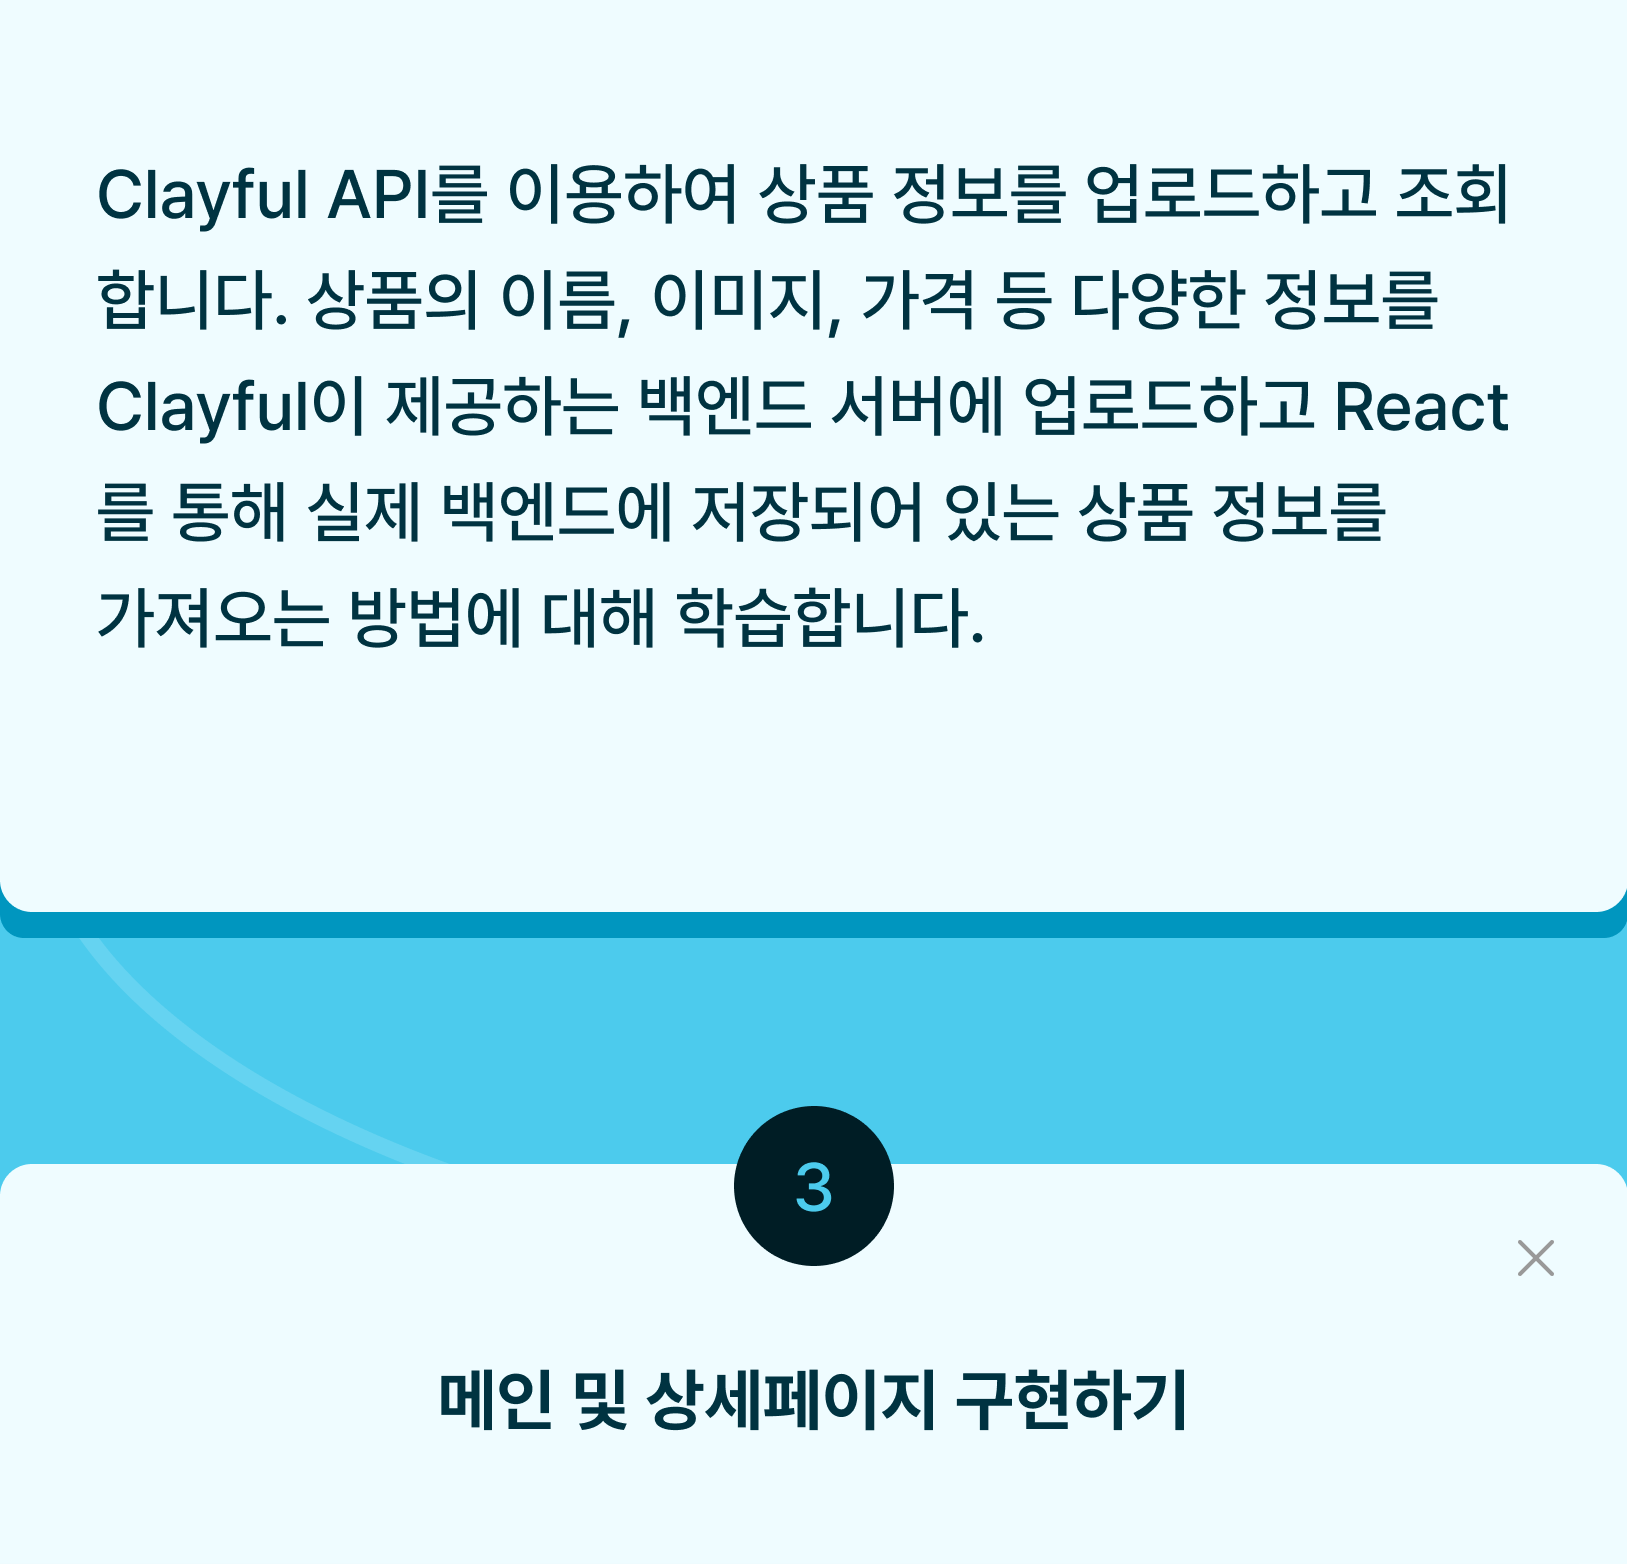 Clayful API를 이용하여 상품 정보를 업로드하고 조회
합니다. 상품의 이름, 이미지, 가격 등 다양한 정보를
Clayful이 제공하는 백엔드 서버에 업로드하고 React
를 통해 실제 백엔드에 저장되어 있는 상품 정보를
가져오는 방법에 대해 학습합니다.
3
메인 및 상세페이지 구현하기